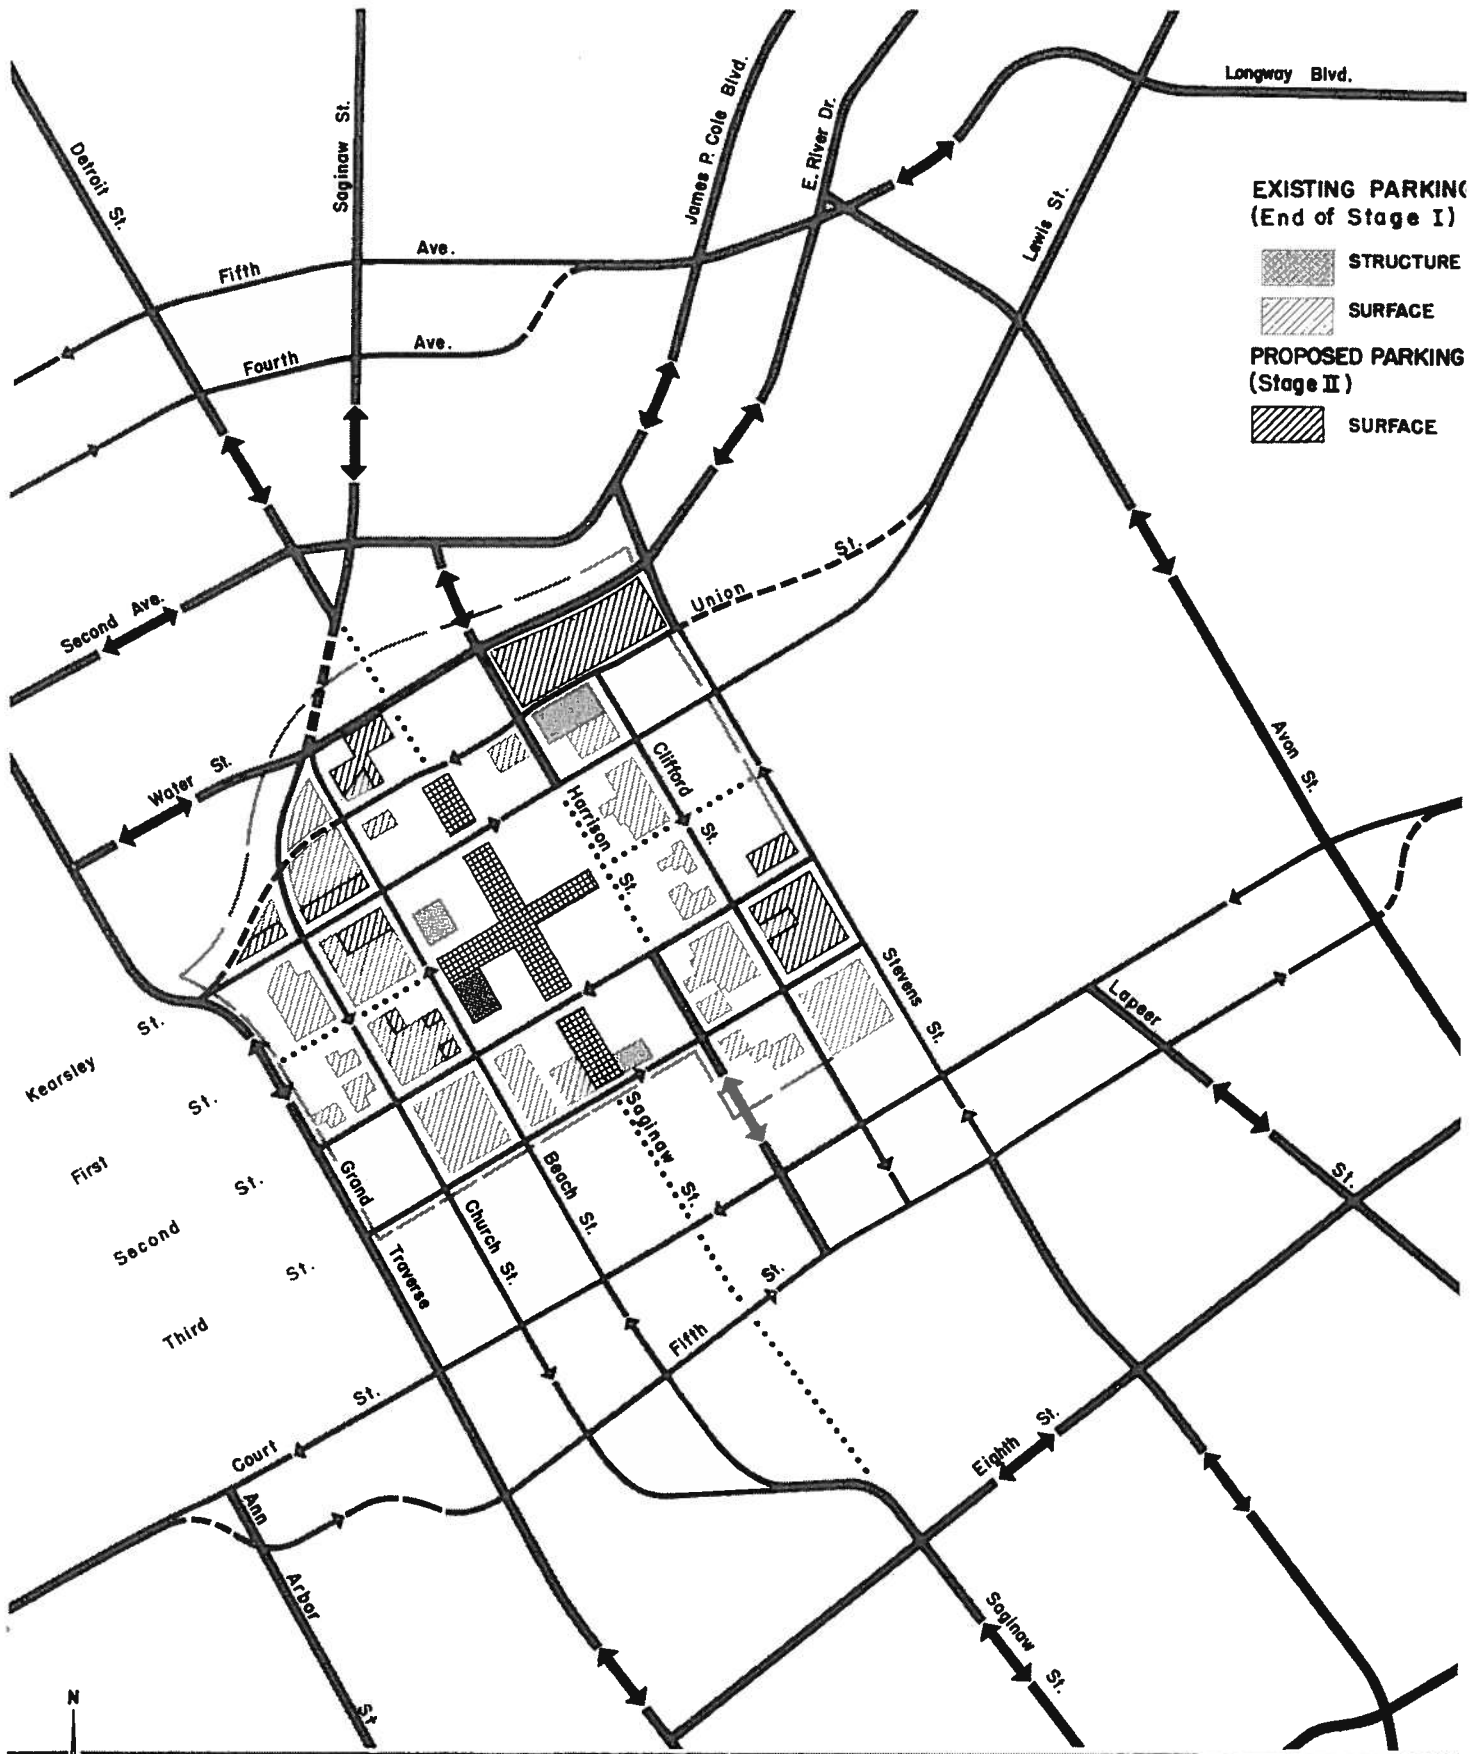 Longway Blvd.
James P. Cole Blvd.
E. River Dr.
Saginaw St.
Detroit St.
Lewis St.
EXISTING PARKING
(End of Stage I)
STRUCTURE
SURFACE
PROPOSED PARKING
(Stage II)
SURFACE
Fifth Ave.
Fourth Ave.
Second Ave.
Union St.
Water St.
Clifford St.
Harrison St.
Avon St.
Stevens St.
Lapeer St.
Kearsley St.
First St.
Second St.
Third St.
Grand Traverse
Church St.
Beach St.
Saginaw St.
Fifth St.
Court St.
Eighth St.
Ann Arbor St
Saginaw St.
N